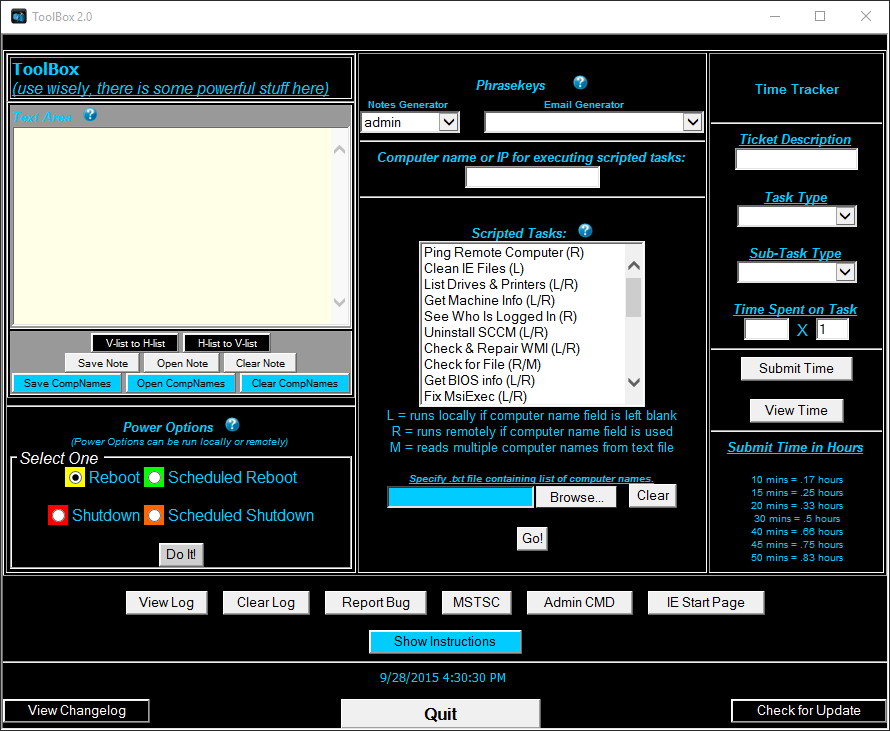 ToolBox 2.0
ToolBox
(use wisely, there is some powerful stuff here)
Text Area
V-list to H-list
H-list to V-list
Save Note
Open Note
Clear Note
Save CompNames
Open CompNames
Clear CompNames
Power Options
(Power Options can be run locally or remotely)
Select One
Reboot
Scheduled Reboot
Shutdown
Scheduled Shutdown
Do It!
Phrasekeys
Notes Generator
Email Generator
admin
Computer name or IP for executing scripted tasks:
Scripted Tasks:
Ping Remote Computer (R)
Clean IE Files (L)
List Drives & Printers (L/R)
Get Machine Info (L/R)
See Who Is Logged In (R)
Uninstall SCCM (L/R)
Check & Repair WMI (L/R)
Check for File (R/M)
Get BIOS info (L/R)
Fix MsiExec (L/R)
L = runs locally if computer name field is left blank
R = runs remotely if computer name field is used
M = reads multiple computer names from text file
Specify .txt file containing list of computer names.
Browse...
Clear
Go!
Time Tracker
Ticket Description
Task Type
Sub-Task Type
Time Spent on Task
X
1
Submit Time
View Time
Submit Time in Hours
10 mins = .17 hours
15 mins = .25 hours
20 mins = .33 hours
30 mins = .5 hours
40 mins = .66 hours
45 mins = .75 hours
50 mins = .83 hours
View Log
Clear Log
Report Bug
MSTSC
Admin CMD
IE Start Page
Show Instructions
9/28/2015 4:30:30 PM
View Changelog
Quit
Check for Update